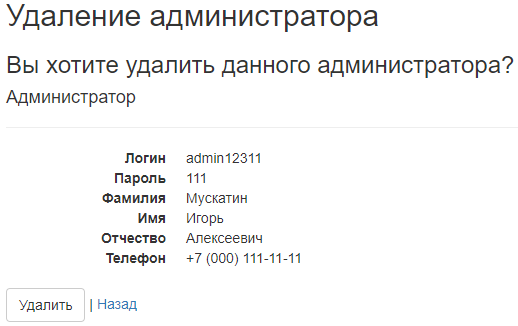 Удаление администратора
Вы хотите удалить данного администратора?
Администратор
Логин admin12311
Пароль 111
Фамилия Мускатин
Имя Игорь
Отчество Алексеевич
Телефон +7 (000) 111-11-11
Удалить | Назад